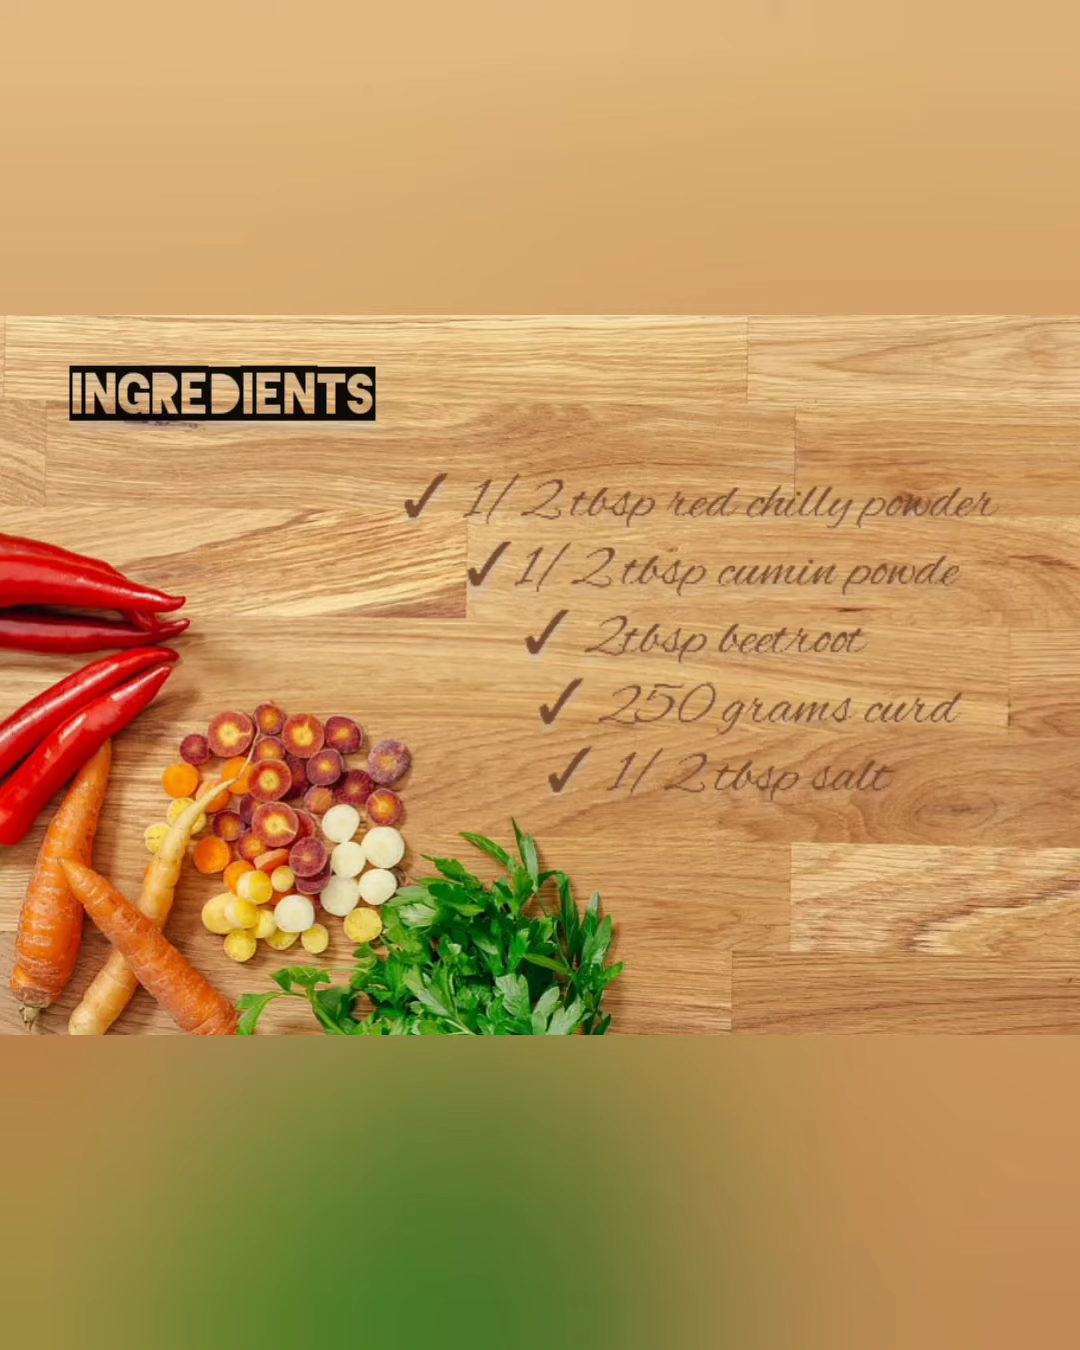 INGREDIENTS
✓ 1/2 tbsp red chilly powder
✓ 1/2 tbsp cumin powde
✓ 2tbsp beetroot
✓ 250 grams curd
✓ 1/2 tbsp salt